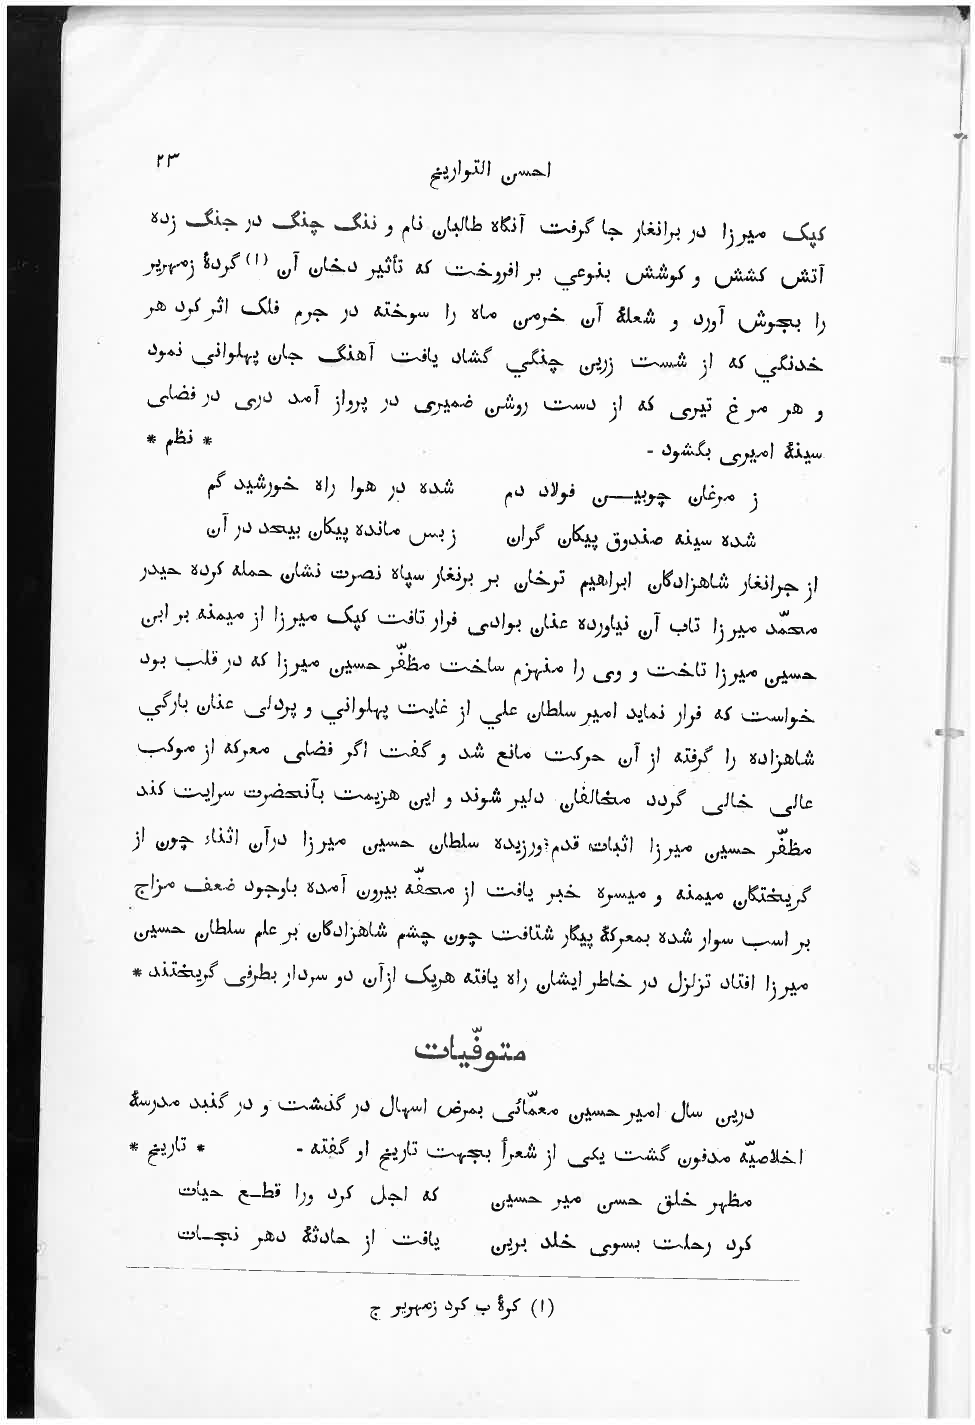 احسن التواریخ ۲۳
کپک میرزا در برانغار جا گرفت آنگاه طالبان نام و ننگ چنگ در جنگ زده
آتش کشش و کوشش بنوعي بر افروخت که تأثیر دخان آن (۱) گردۀ زمهریر
را بجوش آورد و شعلۀ آن خرمن ماه را سوخته در جرم فلک اثر کرد هر
خدنگي که از شست زرین چنگي گشاد یافت آهنگ جان پهلوانی نمود
و هر مرغ تیری که از دست روشن ضمیری در پرواز آمد دری در فضلی
سینۀ امیری بگشود - * نظم *
ز مرغان چوبیـــن فولاد دم شده در هوا راه خورشید گم
شده سینه صندوق پیکان گران ز بس مانده پیکان بیحد در آن
از جرانغار شاهزادگان ابراهیم ترخان بر برنغار سپاه نصرت نشان حمله کرده حیدر
محمّد میرزا تاب آن نیاورده عنان بوادی فرار تافت کپک میرزا از میمنه بر ابن
حسین میرزا تاخت و وی را منهزم ساخت مظفّر حسین میرزا که در قلب بود
خواست که فرار نماید امیر سلطان علي از غایت پهلواني و پردلی عنان بارگي
شاهزاده را گرفته از آن حرکت مانع شد و گفت اگر فضلی معرکه از موکب
عالی خالی گردد مخالفان دلیر شوند و این هزیمت بآنحضرت سرایت کند
مظفّر حسین میرزا اثبات قدم ورزیده سلطان حسین میرزا درآن اثناء چون از
گریختگان میمنه و میسره خبر یافت از محفّه بیرون آمده باوجود ضعف مزاج
بر اسب سوار شده بمعرکۀ پیگار شتافت چون چشم شاهزادگان بر علم سلطان حسین
میرزا افتاد تزلزل در خاطر ایشان راه یافته هریک ازآن دو سردار بطرفی گریختند *
متوفّیات
درین سال امیر حسین معمّائی بمرض اسهال در گذشت و در گنبد مدرسۀ
اخلاصیّه مدفون گشت یکی از شعرأ بجهت تاریخ او گفته - * تاریخ *
مظهر خلق حسن میر حسین که اجل کرد ورا قطـع حیات
کرد رحلت بسوی خلد برین یافت از حادثۀ دهر نجـات
(۱) کرۀ ب کرد زمهریر ج